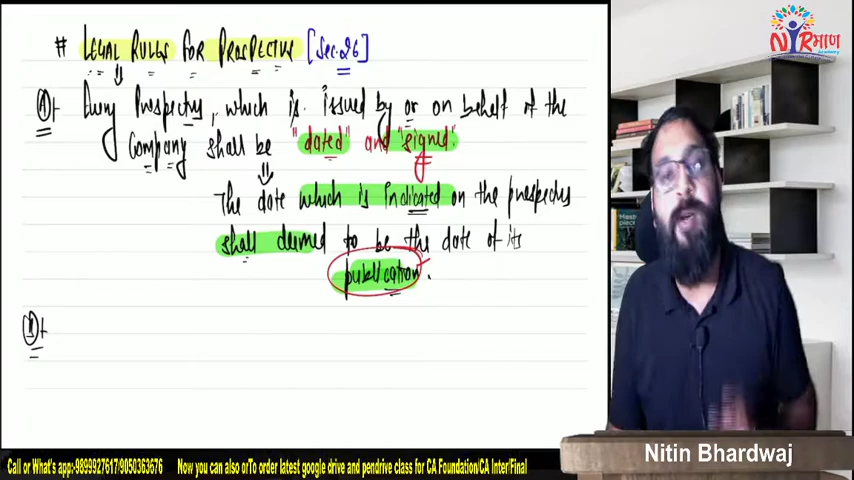 # LEGAL RULES FOR PROSPECTIVE [Sec. 26]
(A)+ Every Prospectus, which is issued by or on behalf of the
Company shall be "dated" and "signed".
The date which is indicated on the prospectus
shall deemed to be the date of its
publication.
निRमाण
Academy
Nitin Bhardwaj
Call or What's app:-9899927617/9050363676 Now you can also orTo order latest google drive and pendrive class for CA Foundation/CA Inter/Final